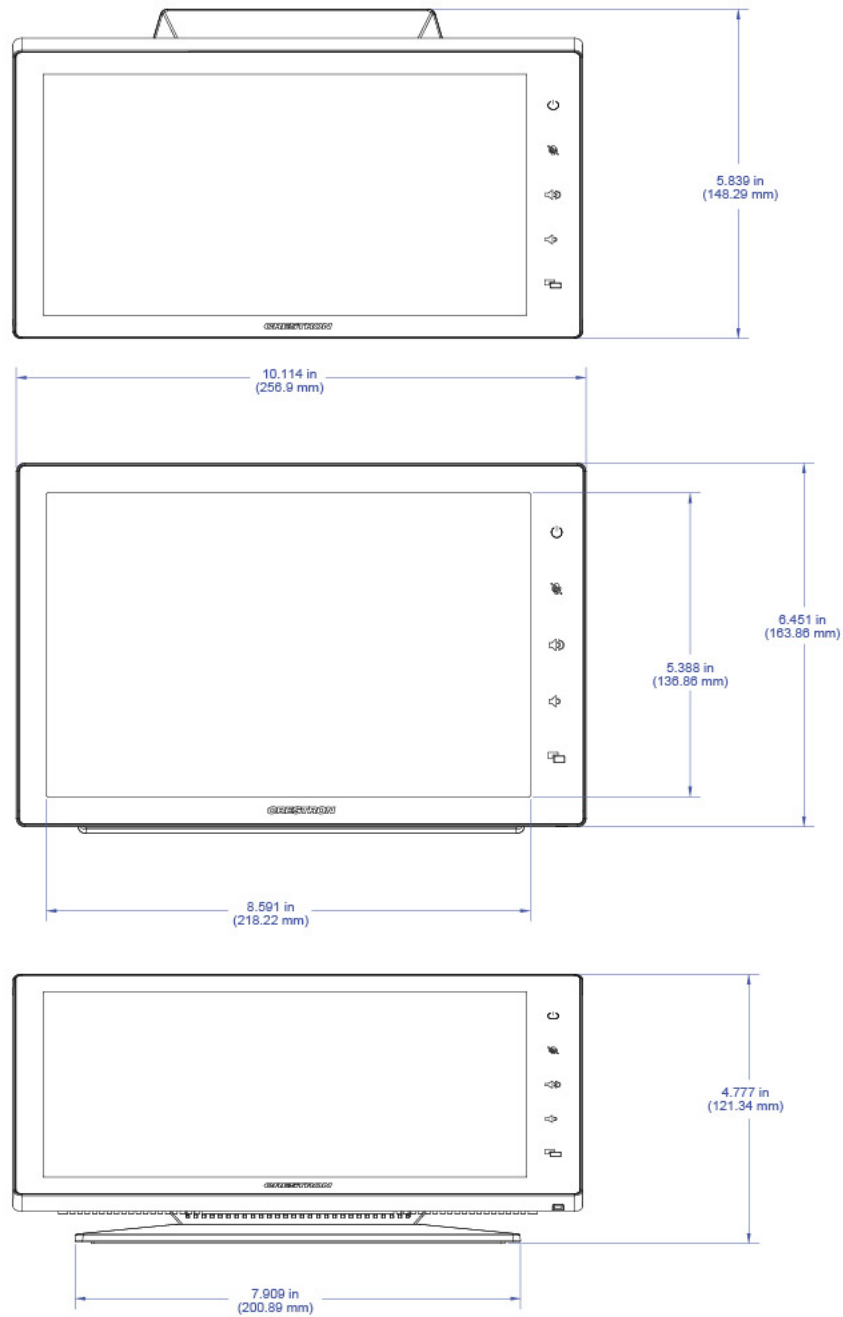 5.839 in
(148.29 mm)
CRESTRON
10.114 in
(256.9 mm)
6.451 in
(163.86 mm)
5.388 in
(136.86 mm)
CRESTRON
8.591 in
(218.22 mm)
4.777 in
(121.34 mm)
CRESTRON
7.909 in
(200.89 mm)